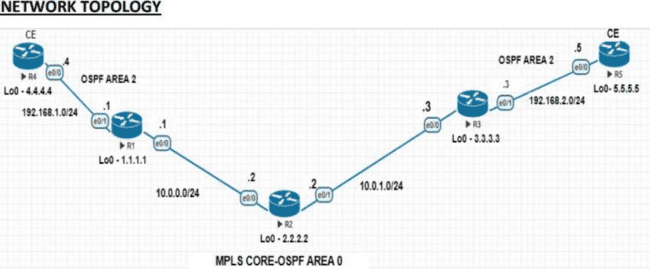 NETWORK TOPOLOGY
CE
CE
.4
e0/0
R4
Lo0 - 4.4.4.4
OSPF AREA 2
192.168.1.0/24
.1
e0/1
R1
Lo0 - 1.1.1.1
.1
e0/0
10.0.0.0/24
.2
e0/0
R2
Lo0 - 2.2.2.2
.2
e0/1
10.0.1.0/24
.3
e0/0
R3
Lo0 - 3.3.3.3
.3
e0/1
OSPF AREA 2
192.168.2.0/24
.5
e0/0
R5
Lo0- 5.5.5.5
MPLS CORE-OSPF AREA 0